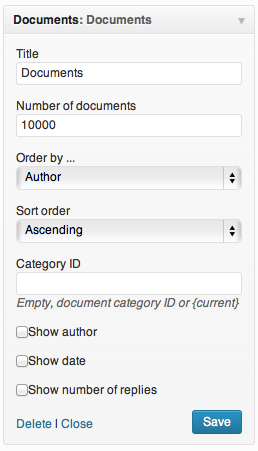 Documents: Documents
Title
Documents
Number of documents
10000
Order by ...
Author
Sort order
Ascending
Category ID
Empty, document category ID or {current}
Show author
Show date
Show number of replies
Delete | Close
Save